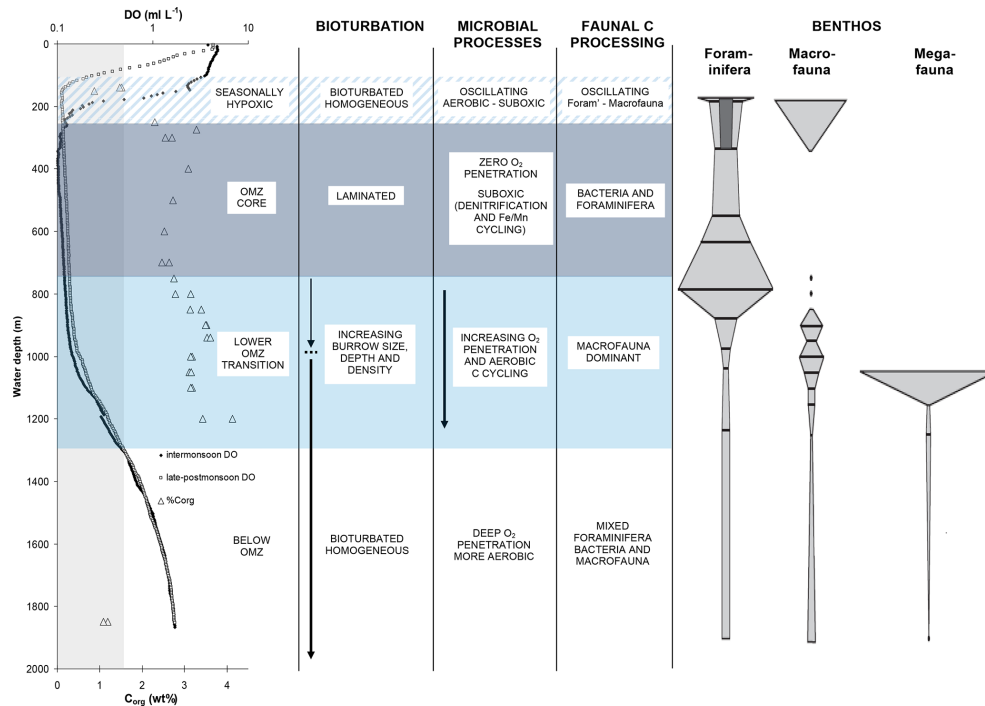 DO (ml L⁻¹)
0.1 1 10
BIOTURBATION
MICROBIAL
PROCESSES
FAUNAL C
PROCESSING
BENTHOS
Foram-
inifera
Macro-
fauna
Mega-
fauna
Water depth (m)
0
200
400
600
800
1000
1200
1400
1600
1800
2000
SEASONALLY
HYPOXIC
BIOTURBATED
HOMOGENEOUS
OSCILLATING
AEROBIC - SUBOXIC
OSCILLATING
Foram' - Macrofauna
OMZ
CORE
LAMINATED
ZERO O₂
PENETRATION
SUBOXIC
(DENITRIFICATION
AND Fe/Mn
CYCLING)
BACTERIA AND
FORAMINIFERA
LOWER
OMZ
TRANSITION
INCREASING
BURROW SIZE,
DEPTH AND
DENSITY
INCREASING O₂
PENETRATION
AND AEROBIC
C CYCLING
MACROFAUNA
DOMINANT
intermonsoon DO
late-postmonsoon DO
%Corg
BELOW
OMZ
BIOTURBATED
HOMOGENEOUS
DEEP O₂
PENETRATION
MORE AEROBIC
MIXED
FORAMINIFERA
BACTERIA AND
MACROFAUNA
0 1 2 3 4
C_org (wt%)